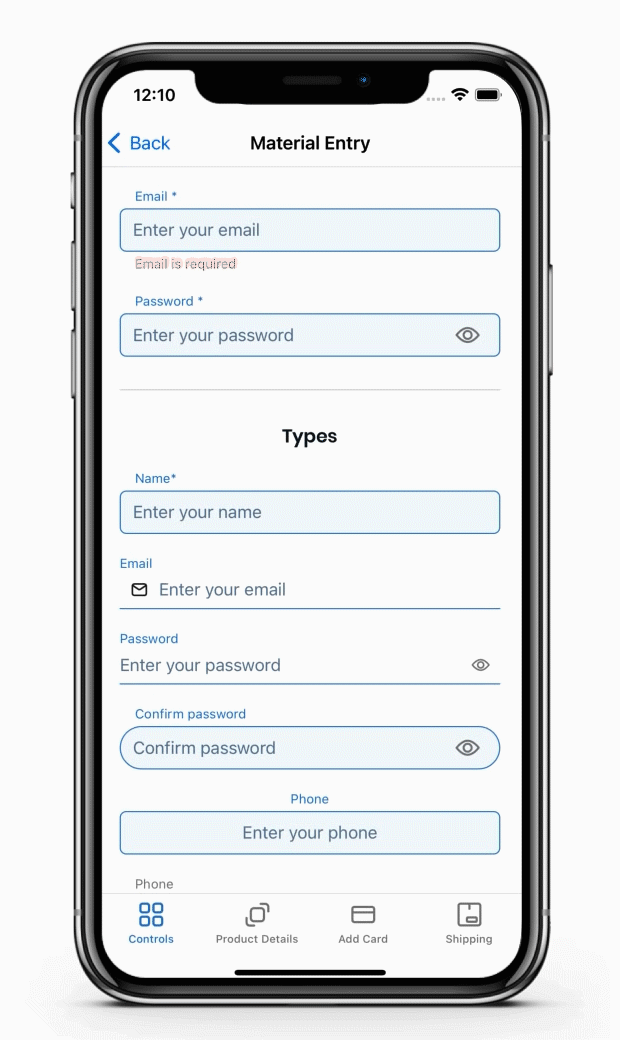 12:10
Back
Material Entry
Email *
Enter your email
Email is required
Password *
Enter your password
Types
Name*
Enter your name
Email
Enter your email
Password
Enter your password
Confirm password
Confirm password
Phone
Enter your phone
Phone
Controls
Product Details
Add Card
Shipping